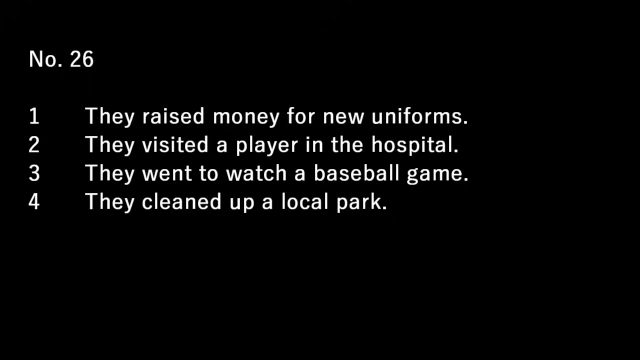 No. 26
1 They raised money for new uniforms.
2 They visited a player in the hospital.
3 They went to watch a baseball game.
4 They cleaned up a local park.